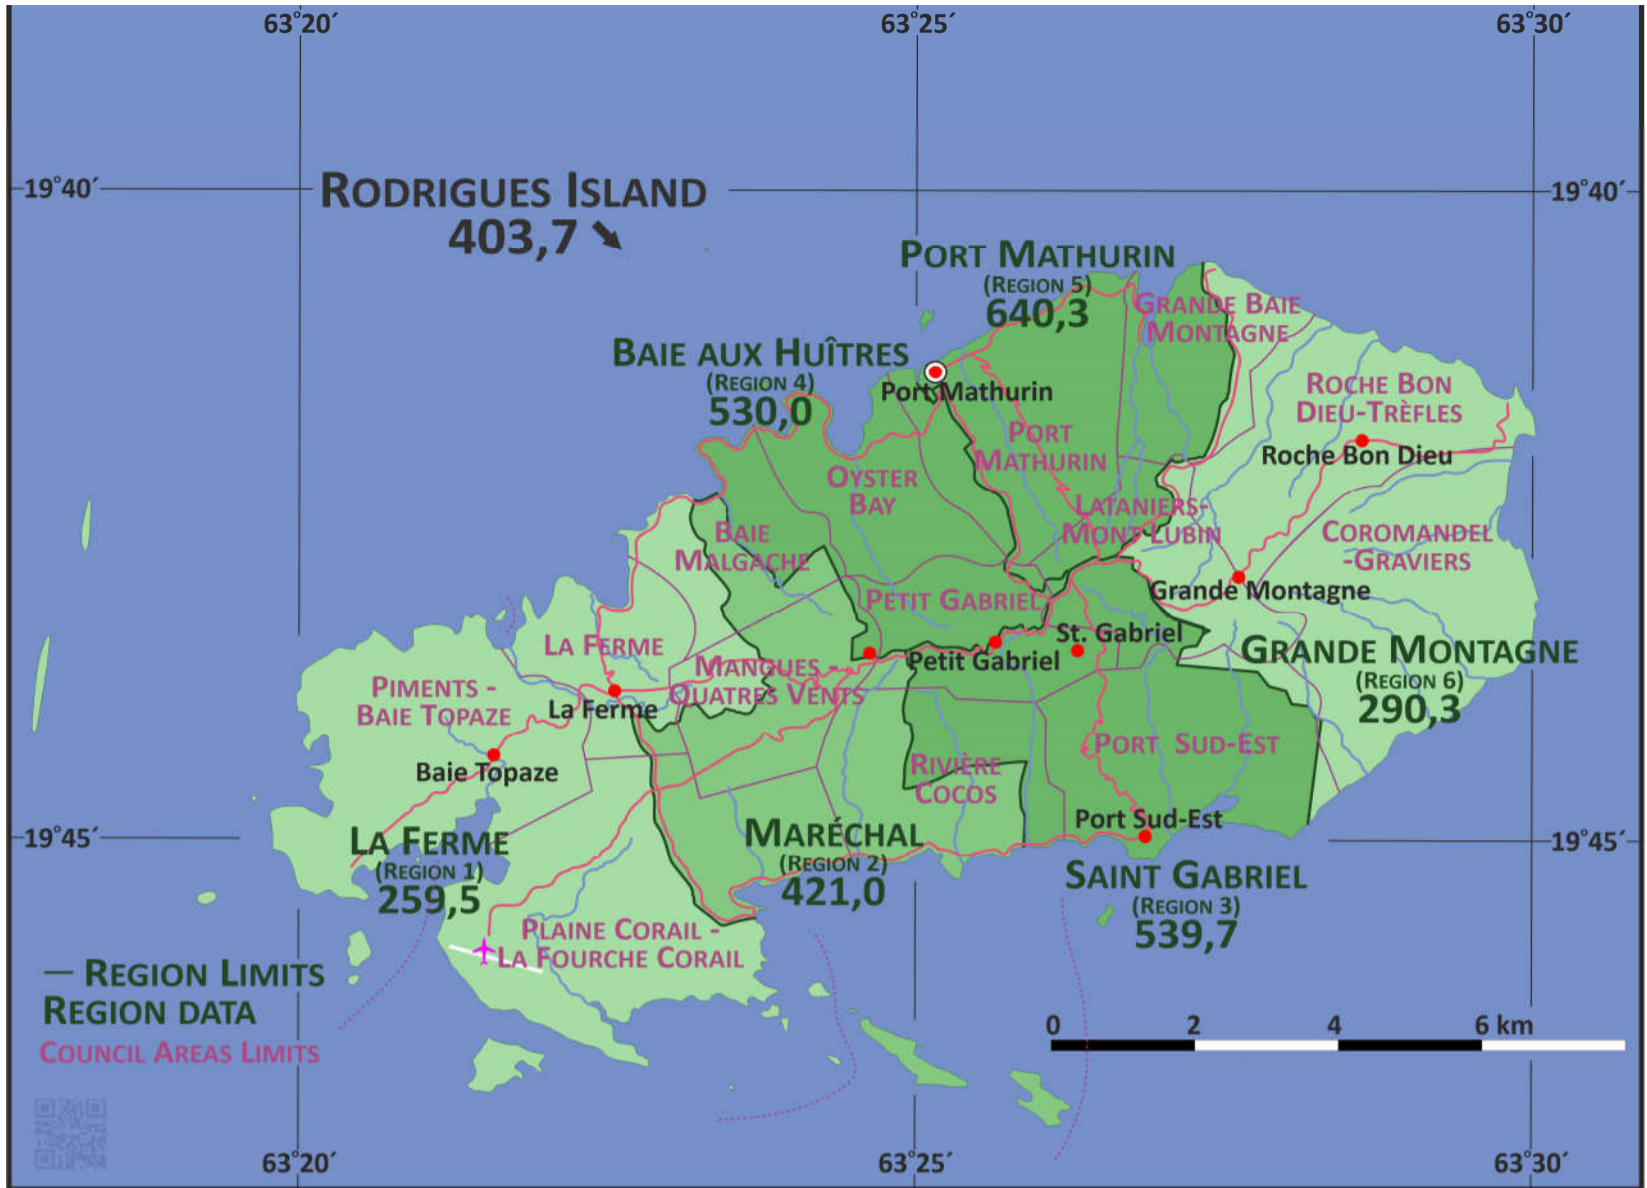 63°20´
63°25´
63°30´
19°40´
19°40´
RODRIGUES ISLAND
403,7
PORT MATHURIN
(REGION 5)
640,3
GRANDE BAIE
MONTAGNE
BAIE AUX HUÎTRES
(REGION 4)
530,0
Port Mathurin
ROCHE BON
DIEU-TRÈFLES
Roche Bon Dieu
PORT
MATHURIN
OYSTER
BAY
LATANIERS-
MONT LUBIN
BAIE
MALGACHE
COROMANDEL
-GRAVIERS
Grande Montagne
PETIT GABRIEL
St. Gabriel
Petit Gabriel
GRANDE MONTAGNE
(REGION 6)
290,3
LA FERME
MANGUES -
QUATRES VENTS
PIMENTS -
BAIE TOPAZE
La Ferme
Baie Topaze
PORT SUD-EST
RIVIÈRE
COCOS
Port Sud-Est
19°45´
19°45´
LA FERME
(REGION 1)
259,5
MARÉCHAL
(REGION 2)
421,0
SAINT GABRIEL
(REGION 3)
539,7
PLAINE CORAIL -
LA FOURCHE CORAIL
REGION LIMITS
REGION DATA
COUNCIL AREAS LIMITS
0 2 4 6 km
63°20´
63°25´
63°30´